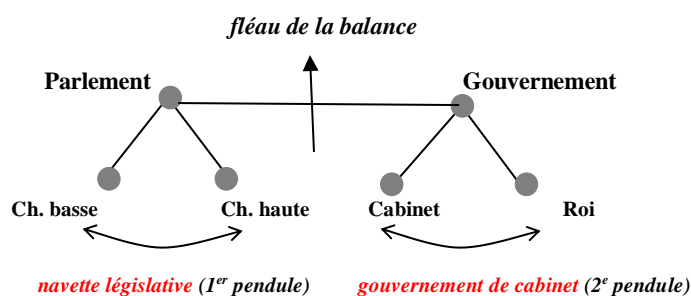 fléau de la balance
Parlement Gouvernement
Ch. basse Ch. haute Cabinet Roi
navette législative (1er pendule) gouvernement de cabinet (2e pendule)